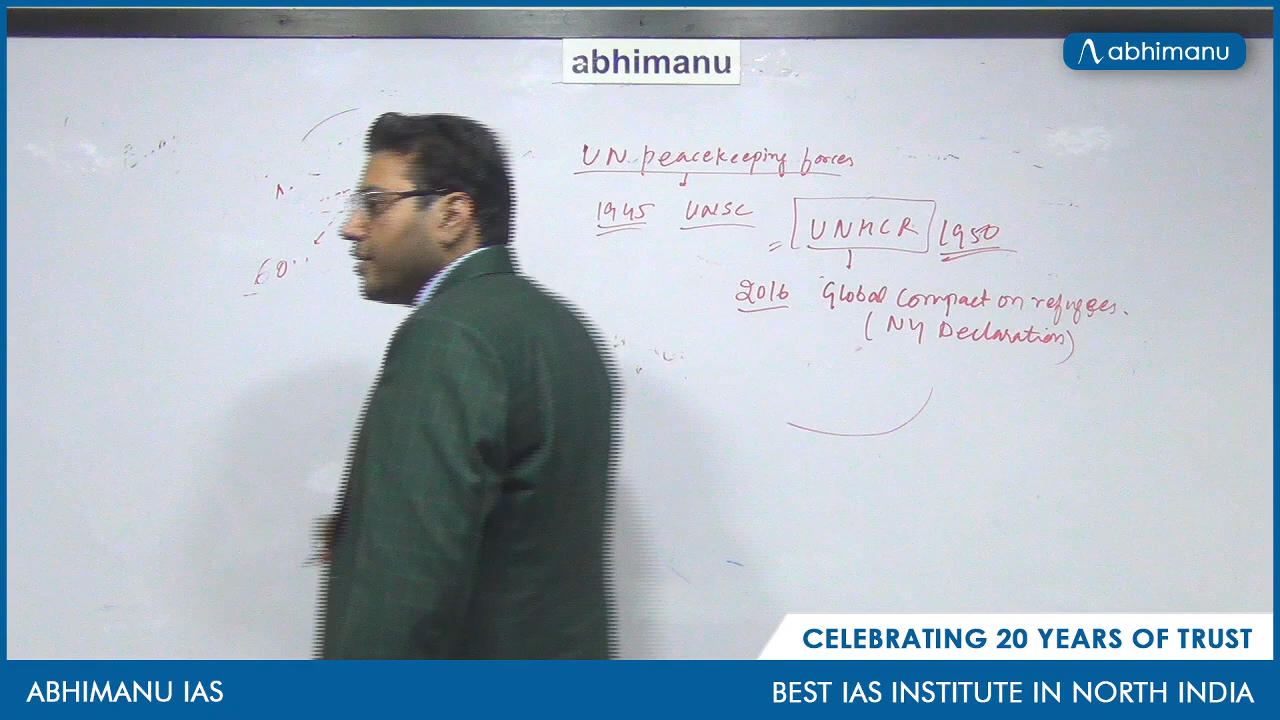 abhimanu
abhimanu
UN peacekeeping forces
1945 UNSC
= UNHCR 1950
2016 Global Compact on refugees.
(NY Declaration)
CELEBRATING 20 YEARS OF TRUST
ABHIMANU IAS
BEST IAS INSTITUTE IN NORTH INDIA